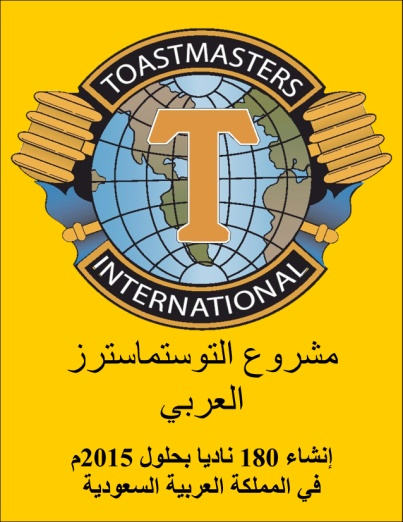 TOASTMASTERS
T
INTERNATIONAL
مشروع التوستماسترز
العربي
إنشاء 180 ناديا بحلول 2015م
في المملكة العربية السعودية